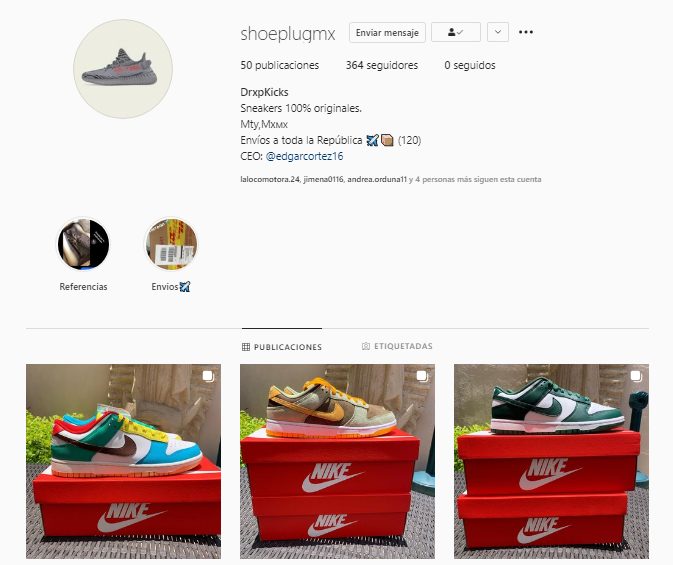 shoeplugmx Enviar mensaje
50 publicaciones 364 seguidores 0 seguidos
DrxpKicks
Sneakers 100% originales.
Mty,Mxᴍx
Envíos a toda la República ✈️📦 (120)
CEO: @edgarcortez16
lalocomotora.24, jimena0116, andrea.orduna11 y 4 personas más siguen esta cuenta
Referencias Envios✈️
PUBLICACIONES ETIQUETADAS
NIKE NIKE NIKE
NIKE NIKE